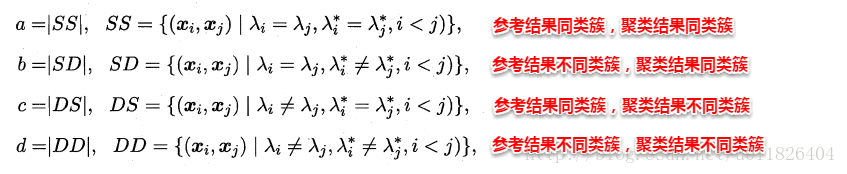 a =|SS|, SS = {(x_i, x_j) | λ_i = λ_j, λ_i^* = λ_j^*, i < j)}, 参考结果同类簇，聚类结果同类簇
b =|SD|, SD = {(x_i, x_j) | λ_i = λ_j, λ_i^* ≠ λ_j^*, i < j)}, 参考结果不同类簇，聚类结果同类簇
c =|DS|, DS = {(x_i, x_j) | λ_i ≠ λ_j, λ_i^* = λ_j^*, i < j)}, 参考结果同类簇，聚类结果不同类簇
d =|DD|, DD = {(x_i, x_j) | λ_i ≠ λ_j, λ_i^* ≠ λ_j^*, i < j)}, 参考结果不同类簇，聚类结果不同类簇